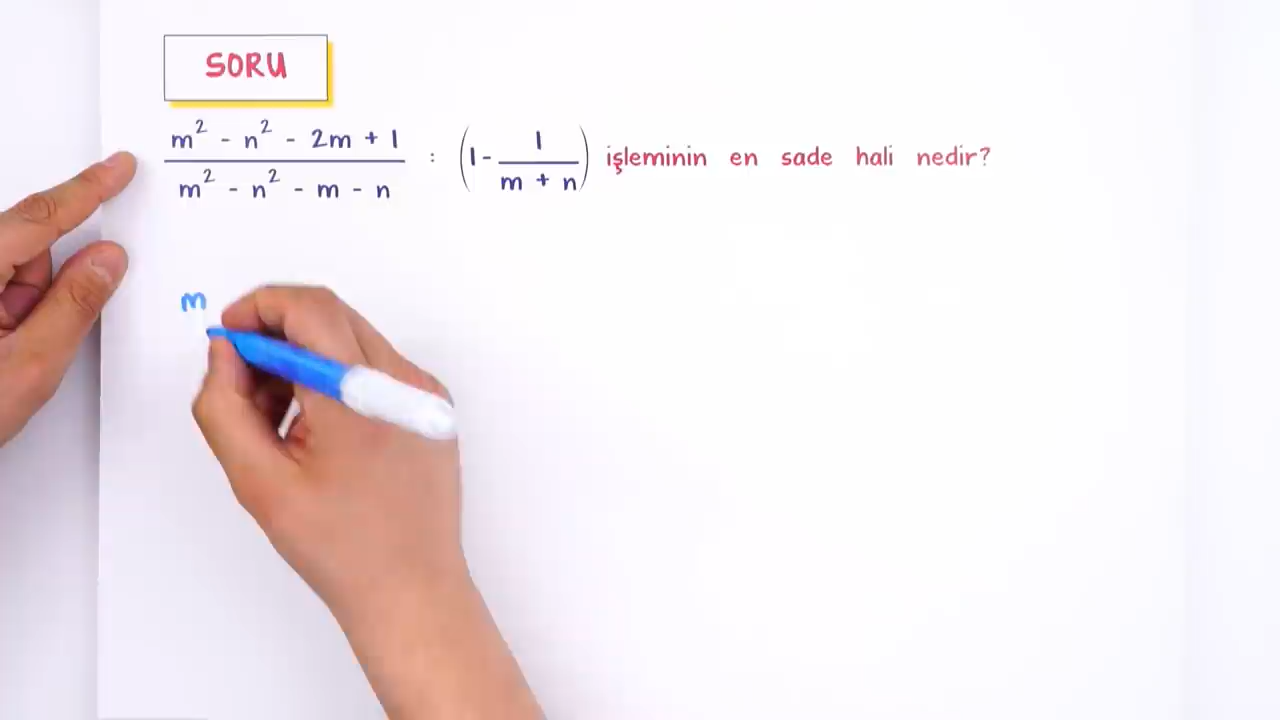 SORU
m² - n² - 2m + 1 / m² - n² - m - n : (1 - 1 / m + n) işleminin en sade hali nedir?
m